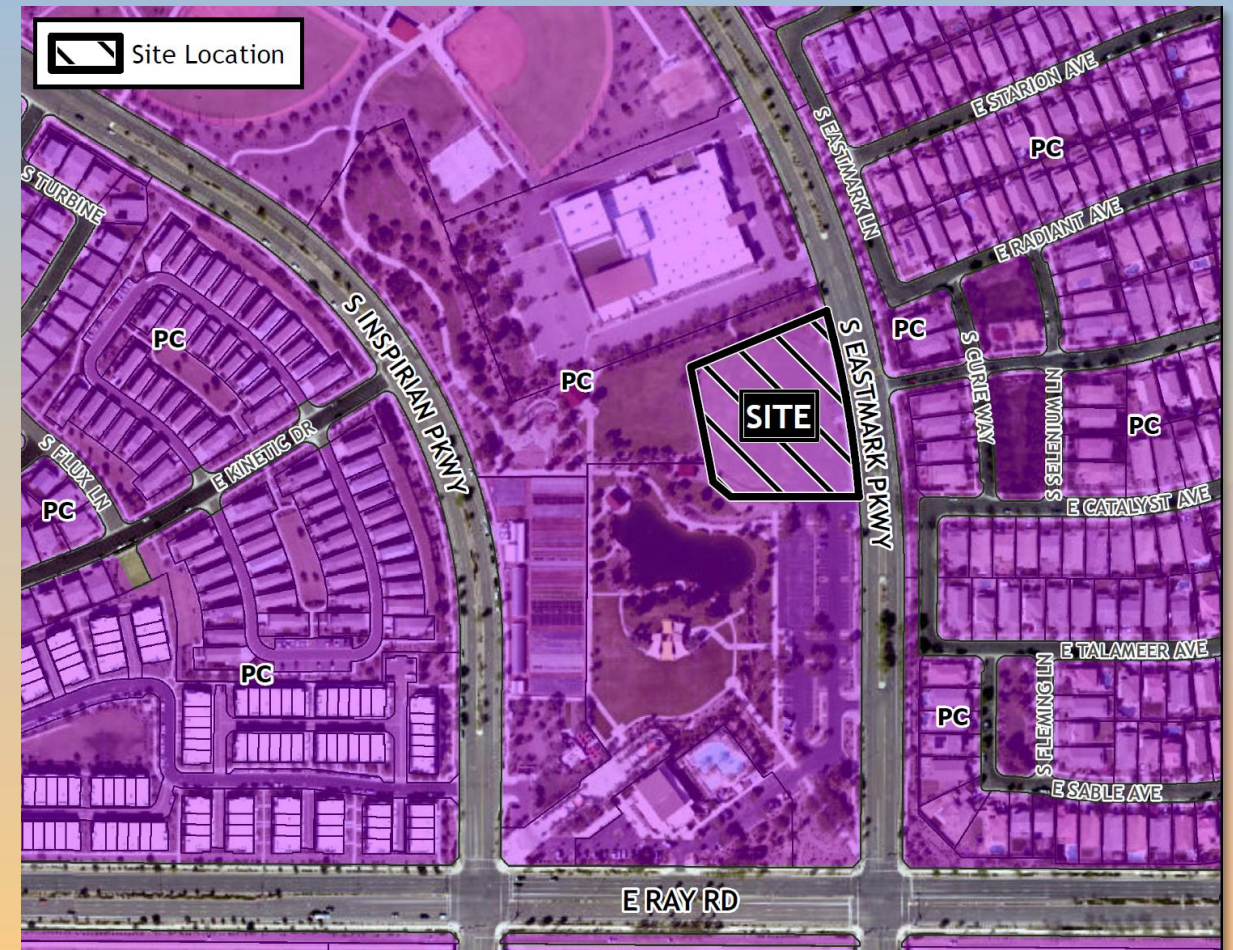 Site Location
E STARION AVE
PC
S EASTMARK LN
S TURBINE
E RADIANT AVE
S INSPIRIAN PKWY
PC
PC
S EASTMARK PKWY
S CURIE WAY
PC
SITE
S SELENIUM LN
PC
E KINETIC DR
S FLUX LN
PC
E CATALYST AVE
E TALAMEER AVE
PC
S FLEMING LN
PC
E SABLE AVE
E RAY RD